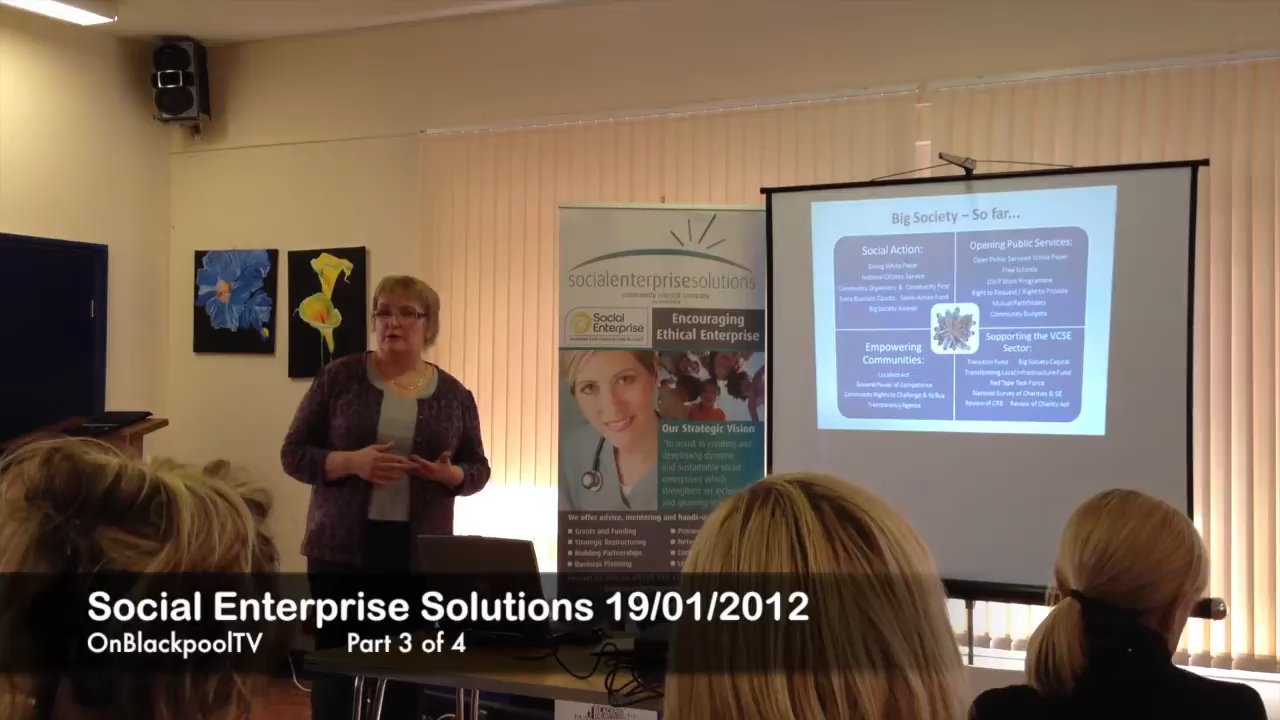 Big Society – So far...
Social Action:
Giving White Paper
National Citizens Service
Community Organisers & Community First
Every Business Counts Social Action Fund
Big Society Awards
Opening Public Services:
Open Public Services White Paper
Free Schools
DWP Work Programme
Right to Request / Right to Provide
Mutual Pathfinders
Community Budgets
Empowering
Communities:
Localism Act
General Power of Competence
Communities Rights to Challenge & to Buy
Transparency Agenda
Supporting the VCSE
Sector:
Transition Fund Big Society Capital
Transforming Local Infrastructure Fund
Red Tape Task Force
National Survey of Charities & SE
Review of CRB Review of Charity Act
socialenterprisesolutions
community interest company
Social
Enterprise
Encouraging
Ethical Enterprise
Our Strategic Vision
"To assist in creating and
developing dynamic
and sustainable social
enterprises which
strengthen an
and growing
We offer advice, mentoring and
Grants and Funding
Strategic Restructuring
Building Partnerships
Business Planning
Social Enterprise Solutions 19/01/2012
OnBlackpoolTV Part 3 of 4